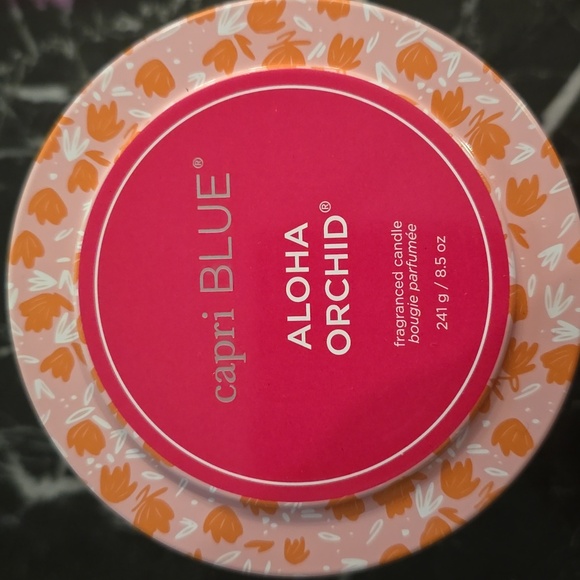 capri BLUE®
ALOHA
ORCHID®
fragranced candle
bougie parfumée
241 g / 8.5 oz